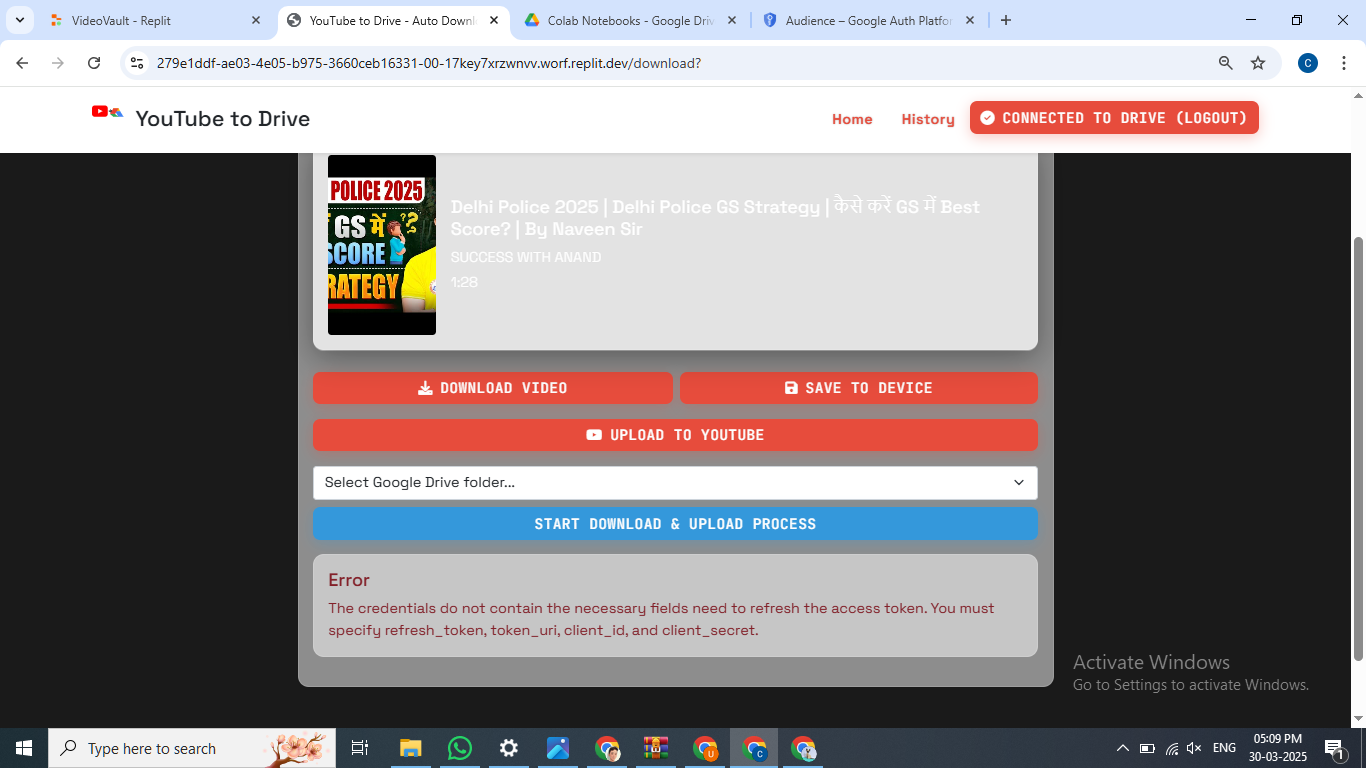 VideoVault - Replit
YouTube to Drive - Auto Downl
Colab Notebooks - Google Driv
Audience – Google Auth Platfor
279e1ddf-ae03-4e05-b975-3660ceb16331-00-17key7xrzwnvv.worf.replit.dev/download?
C
YouTube to Drive
Home
History
CONNECTED TO DRIVE (LOGOUT)
POLICE 2025
GS में
SCORE
RATEGY
Delhi Police 2025 | Delhi Police GS Strategy | कैसे करें GS में Best
Score? | By Naveen Sir
SUCCESS WITH ANAND
1:28
DOWNLOAD VIDEO
SAVE TO DEVICE
UPLOAD TO YOUTUBE
Select Google Drive folder...
START DOWNLOAD & UPLOAD PROCESS
Error
The credentials do not contain the necessary fields need to refresh the access token. You must
specify refresh_token, token_uri, client_id, and client_secret.
Activate Windows
Go to Settings to activate Windows.
Type here to search
U
C
ENG
05:09 PM
30-03-2025
1